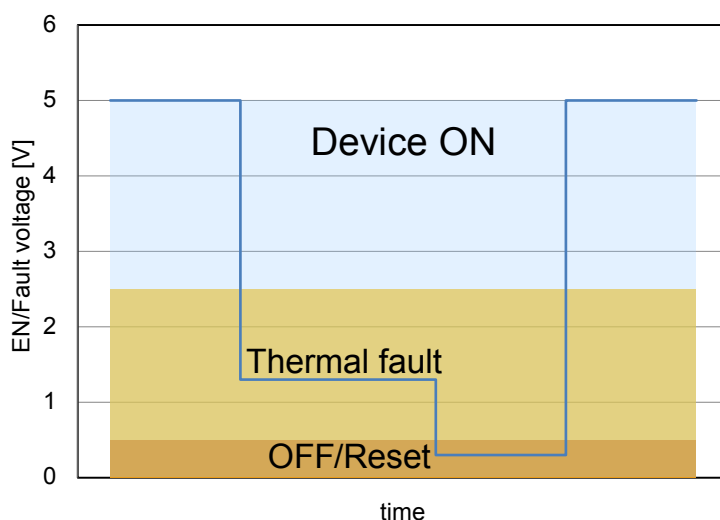 6
5
Device ON
4
3
EN/Fault voltage [V]
2
Thermal fault
1
OFF/Reset
0
time